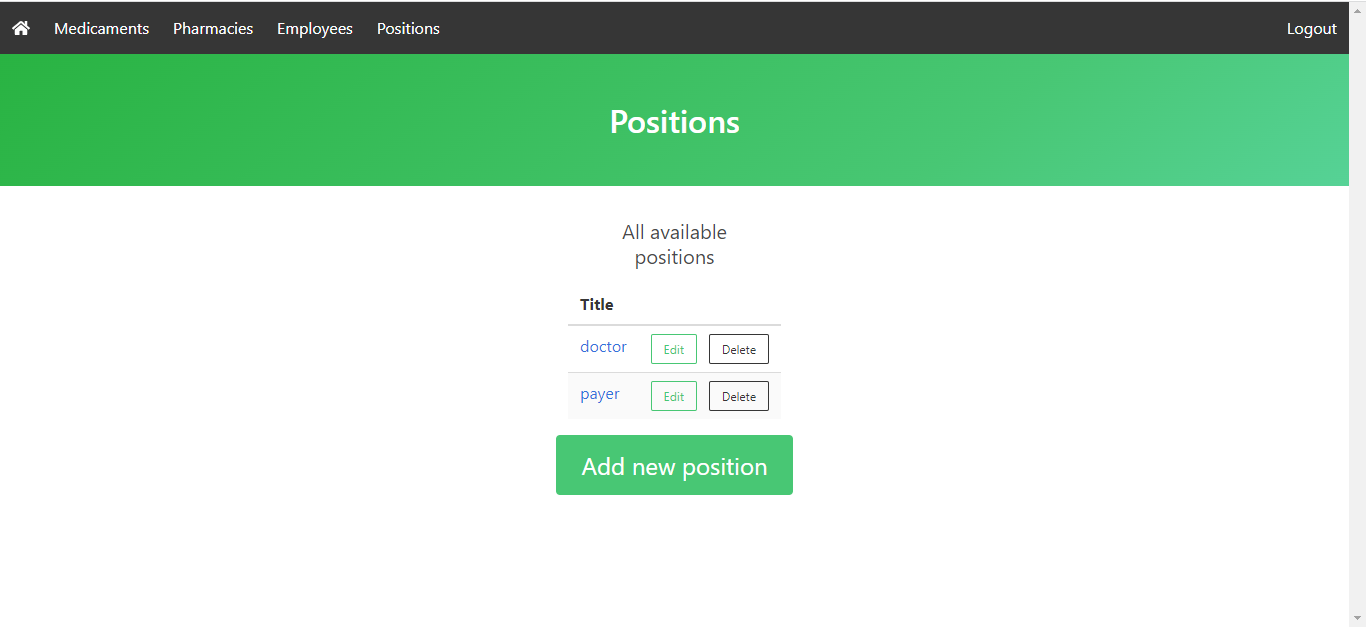 Medicaments Pharmacies Employees Positions Logout
Positions
All available
positions
Title
doctor Edit Delete
payer Edit Delete
Add new position